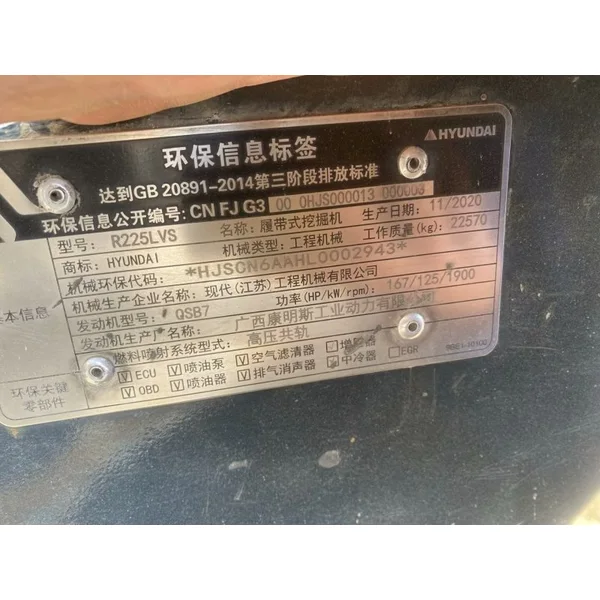 HYUNDAI
环保信息标签
达到GB 20891-2014第三阶段排放标准
环保信息公开编号: CN FJ G3 00 0HJS000013 000003
型号: R225LVS 名称: 履带式挖掘机 生产日期: 11/2020
商标: HYUNDAI 机械类型: 工程机械 工作质量(kg): 22570
机械环保代码: *HJSCN6AAHL0002943*
基本信息
机械生产企业名称: 现代(江苏)工程机械有限公司
发动机型号: QSB7 功率(HP/kW/rpm): 167/125/1900
广西康明斯工业动力有限
燃料喷射系统型式: 高压共轨
环保关键零部件
ECU 喷油泵 空气滤清器 增压器 EGR
OBD 喷油器 排气消声器 中冷器